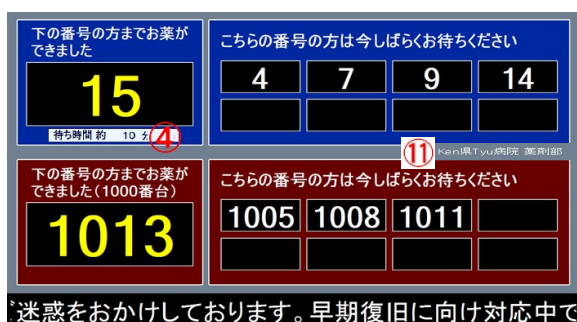 下の番号の方までお薬が
できました
15
待ち時間 約 10 分
④
こちらの番号の方は今しばらくお待ちください
4 7 9 14
⑪
Ken県Tyu病院 薬剤部
下の番号の方までお薬が
できました(1000番台)
1013
こちらの番号の方は今しばらくお待ちください
1005 1008 1011
迷惑をおかけしております。早期復旧に向け対応中で